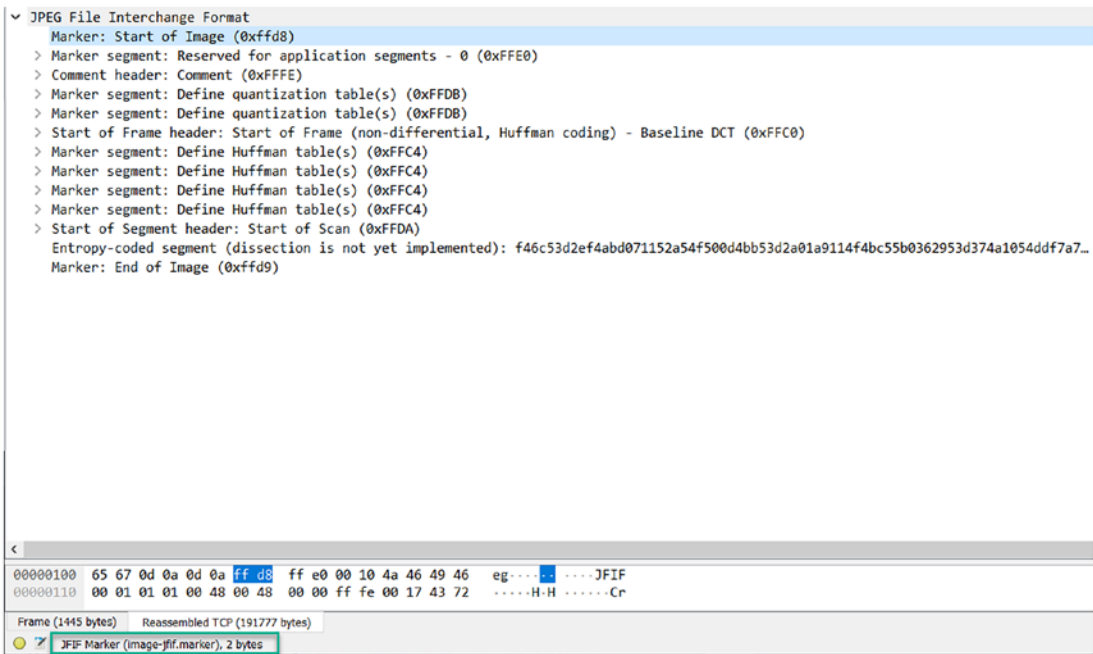 JPEG File Interchange Format
Marker: Start of Image (0xffd8)
> Marker segment: Reserved for application segments - 0 (0xFFE0)
> Comment header: Comment (0xFFFE)
> Marker segment: Define quantization table(s) (0xFFDB)
> Marker segment: Define quantization table(s) (0xFFDB)
> Start of Frame header: Start of Frame (non-differential, Huffman coding) - Baseline DCT (0xFFC0)
> Marker segment: Define Huffman table(s) (0xFFC4)
> Marker segment: Define Huffman table(s) (0xFFC4)
> Marker segment: Define Huffman table(s) (0xFFC4)
> Marker segment: Define Huffman table(s) (0xFFC4)
> Start of Segment header: Start of Scan (0xFFDA)
Entropy-coded segment (dissection is not yet implemented): f46c53d2ef4abd071152a54f500d4bb53d2a01a9114f4bc55b0362953d374a1054ddf7a7…
Marker: End of Image (0xffd9)
00000100 65 67 0d 0a 0d 0a ff d8 ff e0 00 10 4a 46 49 46 eg···· ·· ····JFIF
00000110 00 01 01 01 00 48 00 48 00 00 ff fe 00 17 43 72 ·····H·H ······Cr
Frame (1445 bytes) Reassembled TCP (191777 bytes)
JFIF Marker (image-jfif.marker), 2 bytes